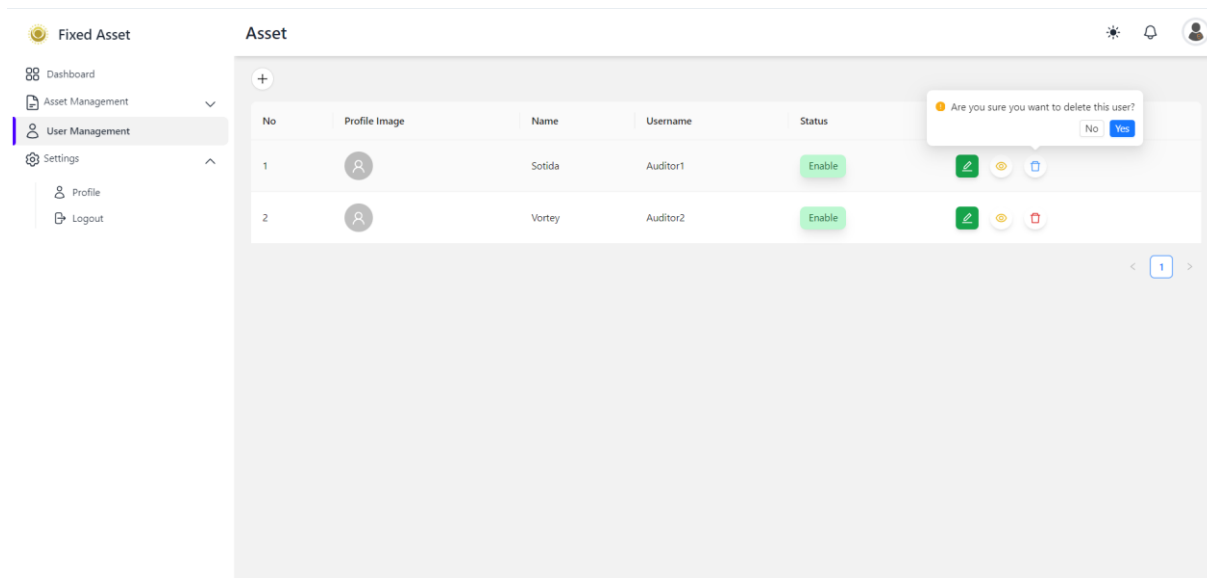 Fixed Asset
Asset
Dashboard
Asset Management
User Management
Settings
Profile
Logout
Are you sure you want to delete this user?
No Yes
No Profile Image Name Username Status
1 Sotida Auditor1 Enable
2 Vortey Auditor2 Enable
< 1 >